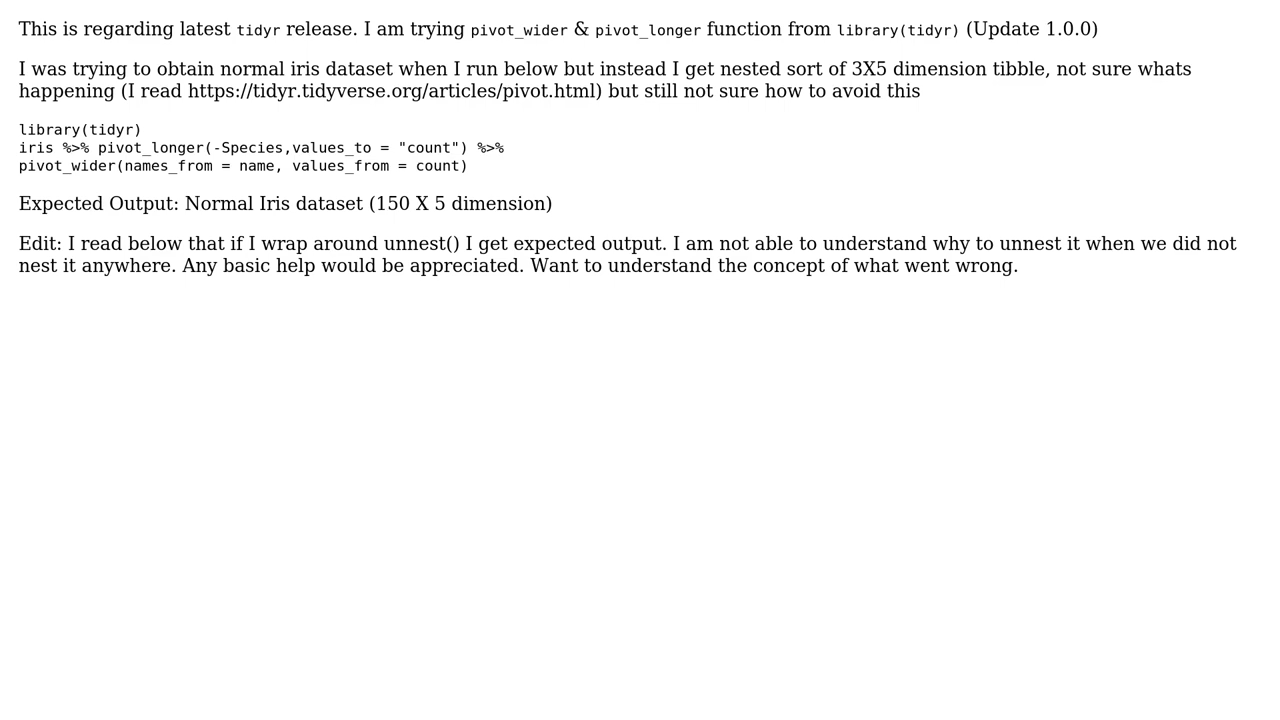 This is regarding latest tidyr release. I am trying pivot_wider & pivot_longer function from library(tidyr) (Update 1.0.0)
I was trying to obtain normal iris dataset when I run below but instead I get nested sort of 3X5 dimension tibble, not sure whats
happening (I read https://tidyr.tidyverse.org/articles/pivot.html) but still not sure how to avoid this
library(tidyr)
iris %>% pivot_longer(-Species,values_to = "count") %>%
pivot_wider(names_from = name, values_from = count)
Expected Output: Normal Iris dataset (150 X 5 dimension)
Edit: I read below that if I wrap around unnest() I get expected output. I am not able to understand why to unnest it when we did not
nest it anywhere. Any basic help would be appreciated. Want to understand the concept of what went wrong.